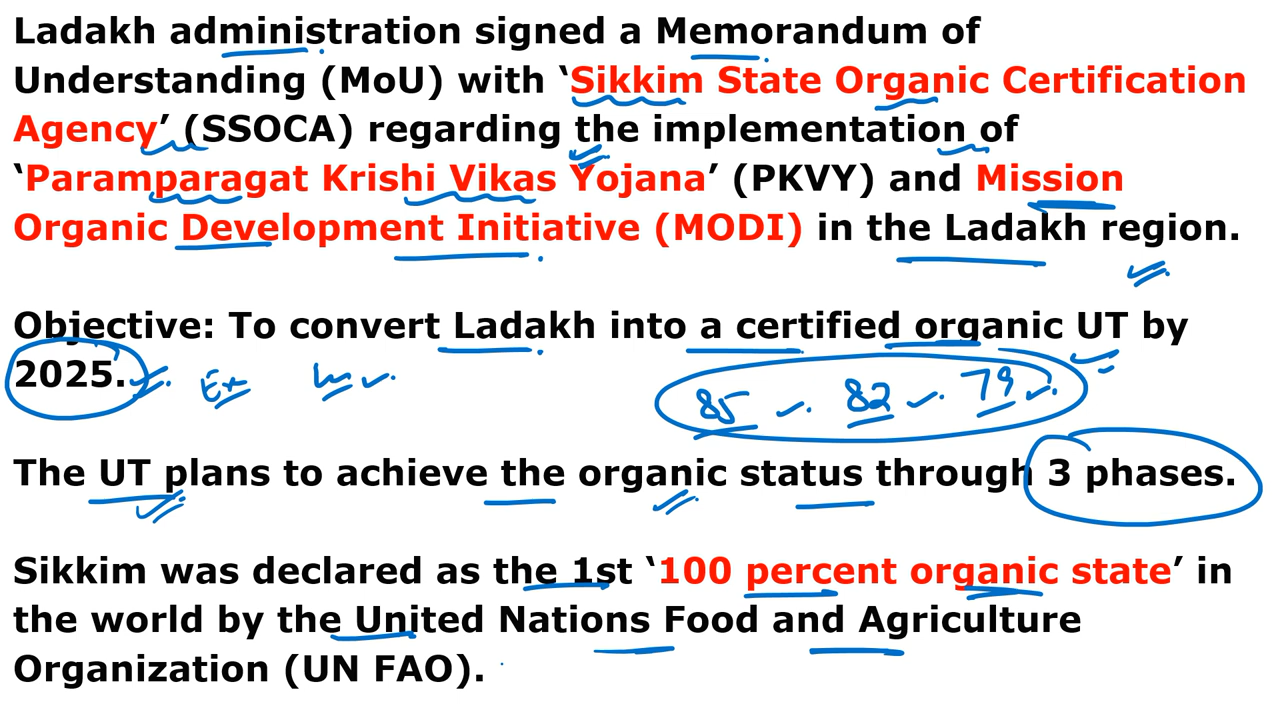 Ladakh administration signed a Memorandum of
Understanding (MoU) with ‘Sikkim State Organic Certification
Agency’ (SSOCA) regarding the implementation of
‘Paramparagat Krishi Vikas Yojana’ (PKVY) and Mission
Organic Development Initiative (MODI) in the Ladakh region.
Objective: To convert Ladakh into a certified organic UT by
2025.
85 82 79
The UT plans to achieve the organic status through 3 phases.
Sikkim was declared as the 1st ‘100 percent organic state’ in
the world by the United Nations Food and Agriculture
Organization (UN FAO).